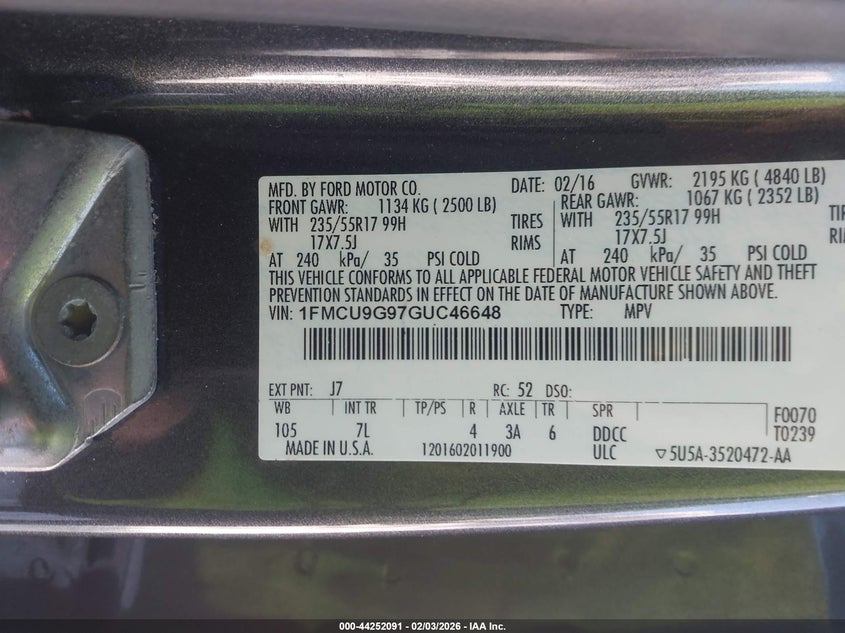 MFD. BY FORD MOTOR CO. DATE: 02/16 GVWR: 2195 KG ( 4840 LB)
FRONT GAWR: 1134 KG ( 2500 LB) REAR GAWR: 1067 KG ( 2352 LB)
WITH 235/55R17 99H TIRES WITH 235/55R17 99H
17X7.5J RIMS 17X7.5J
AT 240 kPa/ 35 PSI COLD AT 240 kPa/ 35 PSI COLD
THIS VEHICLE CONFORMS TO ALL APPLICABLE FEDERAL MOTOR VEHICLE SAFETY AND THEFT
PREVENTION STANDARDS IN EFFECT ON THE DATE OF MANUFACTURE SHOWN ABOVE.
VIN: 1FMCU9G97GUC46648 TYPE: MPV
EXT PNT: J7 RC: 52 DSO:
WB INT TR TP/PS R AXLE TR SPR F0070
105 7L 4 3A 6 DDCC T0239
MADE IN U.S.A. 1201602011900 ULC ▽5U5A-3520472-AA
000-44252091 - 02/03/2026 - IAA Inc.